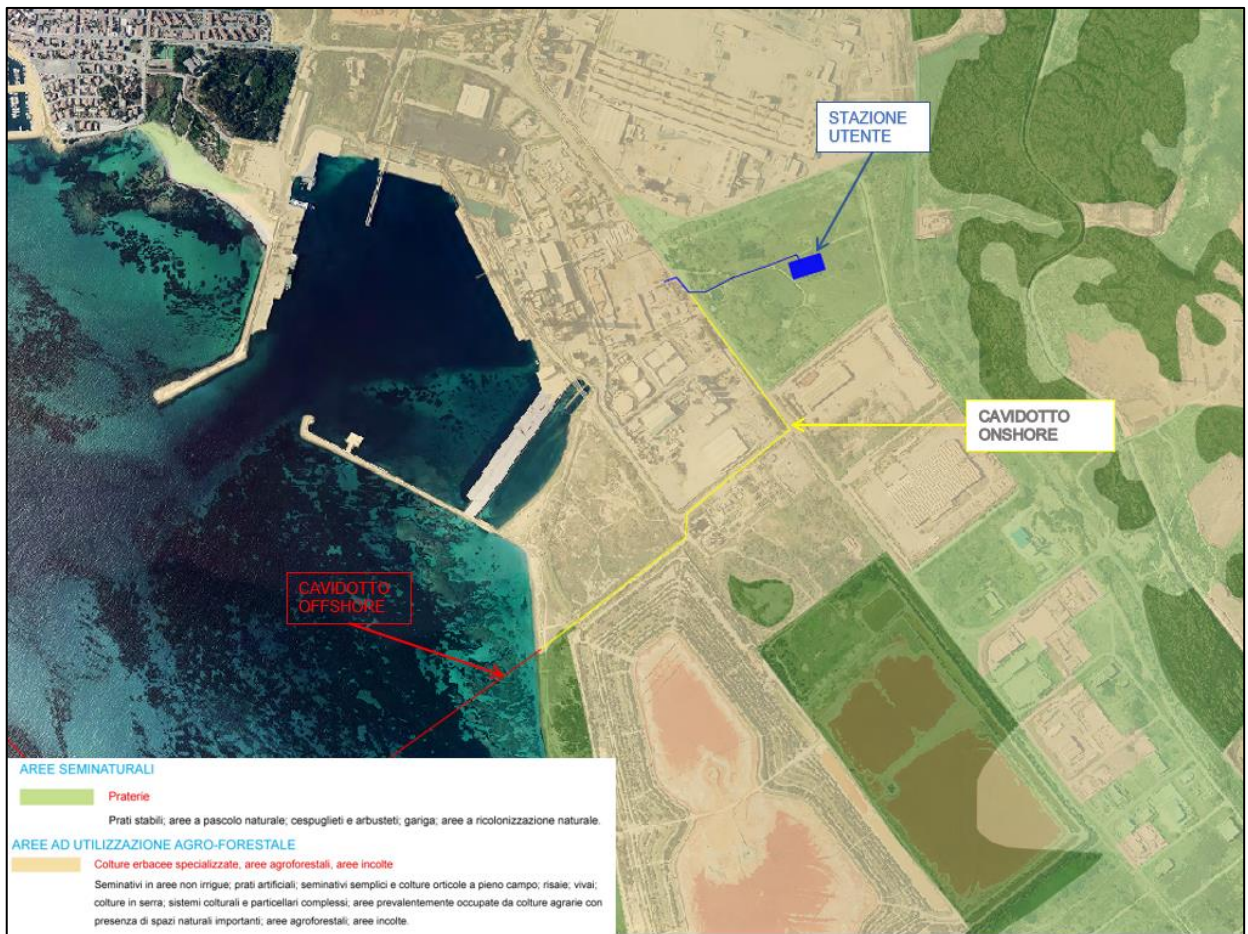 STAZIONE
UTENTE
CAVIDOTTO
ONSHORE
CAVIDOTTO
OFFSHORE
AREE SEMINATURALI
Praterie
Prati stabili; aree a pascolo naturale; cespuglieti e arbusteti; gariga; aree a ricolonizzazione naturale.
AREE AD UTILIZZAZIONE AGRO-FORESTALE
Colture erbacee specializzate, aree agroforestali, aree incolte
Seminativi in aree non irrigue; prati artificiali; seminativi semplici e colture orticole a pieno campo; risaie; vivai;
colture in serra; sistemi colturali e particellari complessi; aree prevalentemente occupate da colture agrarie con
presenza di spazi naturali importanti; aree agroforestali; aree incolte.